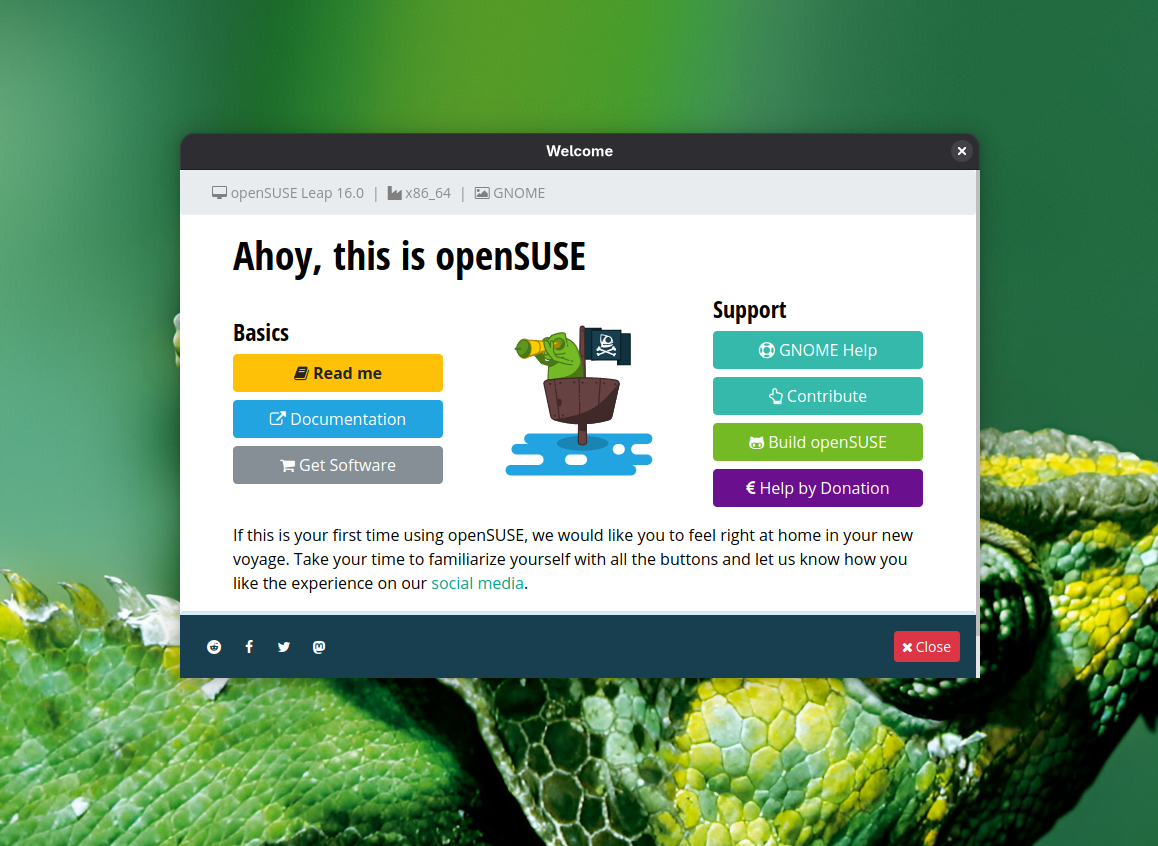 Welcome
openSUSE Leap 16.0 | x86_64 | GNOME
Ahoy, this is openSUSE
Basics
Read me
Documentation
Get Software
Support
GNOME Help
Contribute
Build openSUSE
Help by Donation
If this is your first time using openSUSE, we would like you to feel right at home in your new
voyage. Take your time to familiarize yourself with all the buttons and let us know how you
like the experience on our social media.
Close